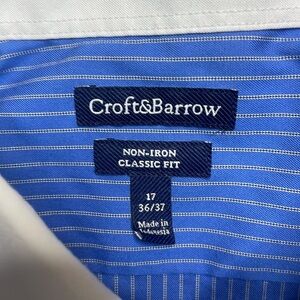 Croft&Barrow
NON-IRON
CLASSIC FIT
17
36/37
Made in
Indonesia